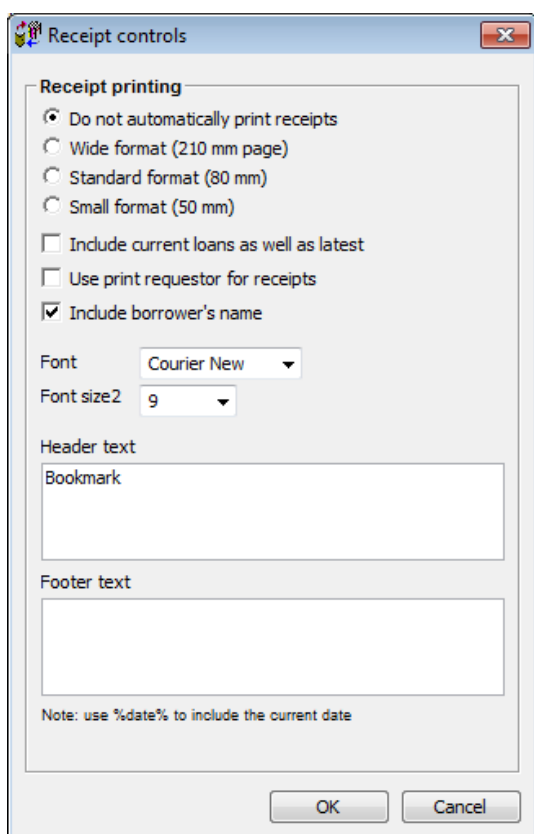 Receipt controls
Receipt printing
Do not automatically print receipts
Wide format (210 mm page)
Standard format (80 mm)
Small format (50 mm)
Include current loans as well as latest
Use print requestor for receipts
Include borrower's name
Font Courier New
Font size2 9
Header text
Bookmark
Footer text
Note: use %date% to include the current date
OK Cancel